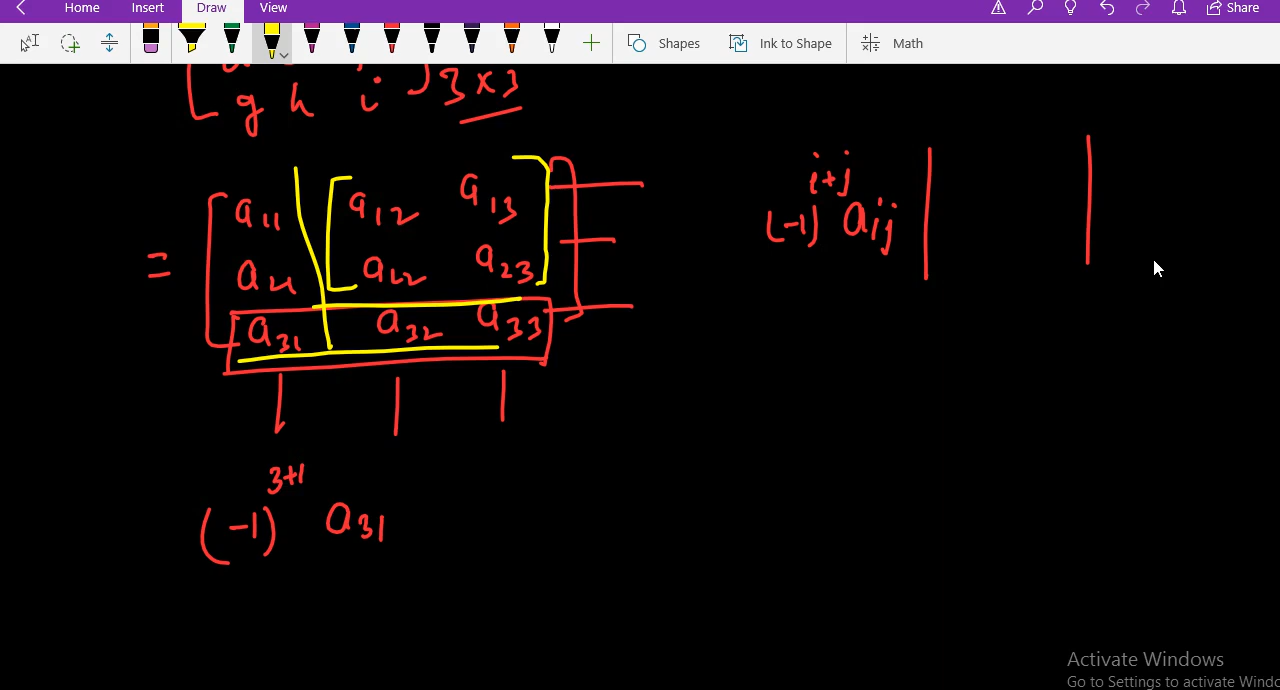 Home Insert Draw View Share
Shapes Ink to Shape Math
g h i 3x3
i+j
(-1) aij
a11 a12 a13
= a21 a22 a23
a31 a32 a33
3+1
(-1) a31
Activate Windows
Go to Settings to activate Windo